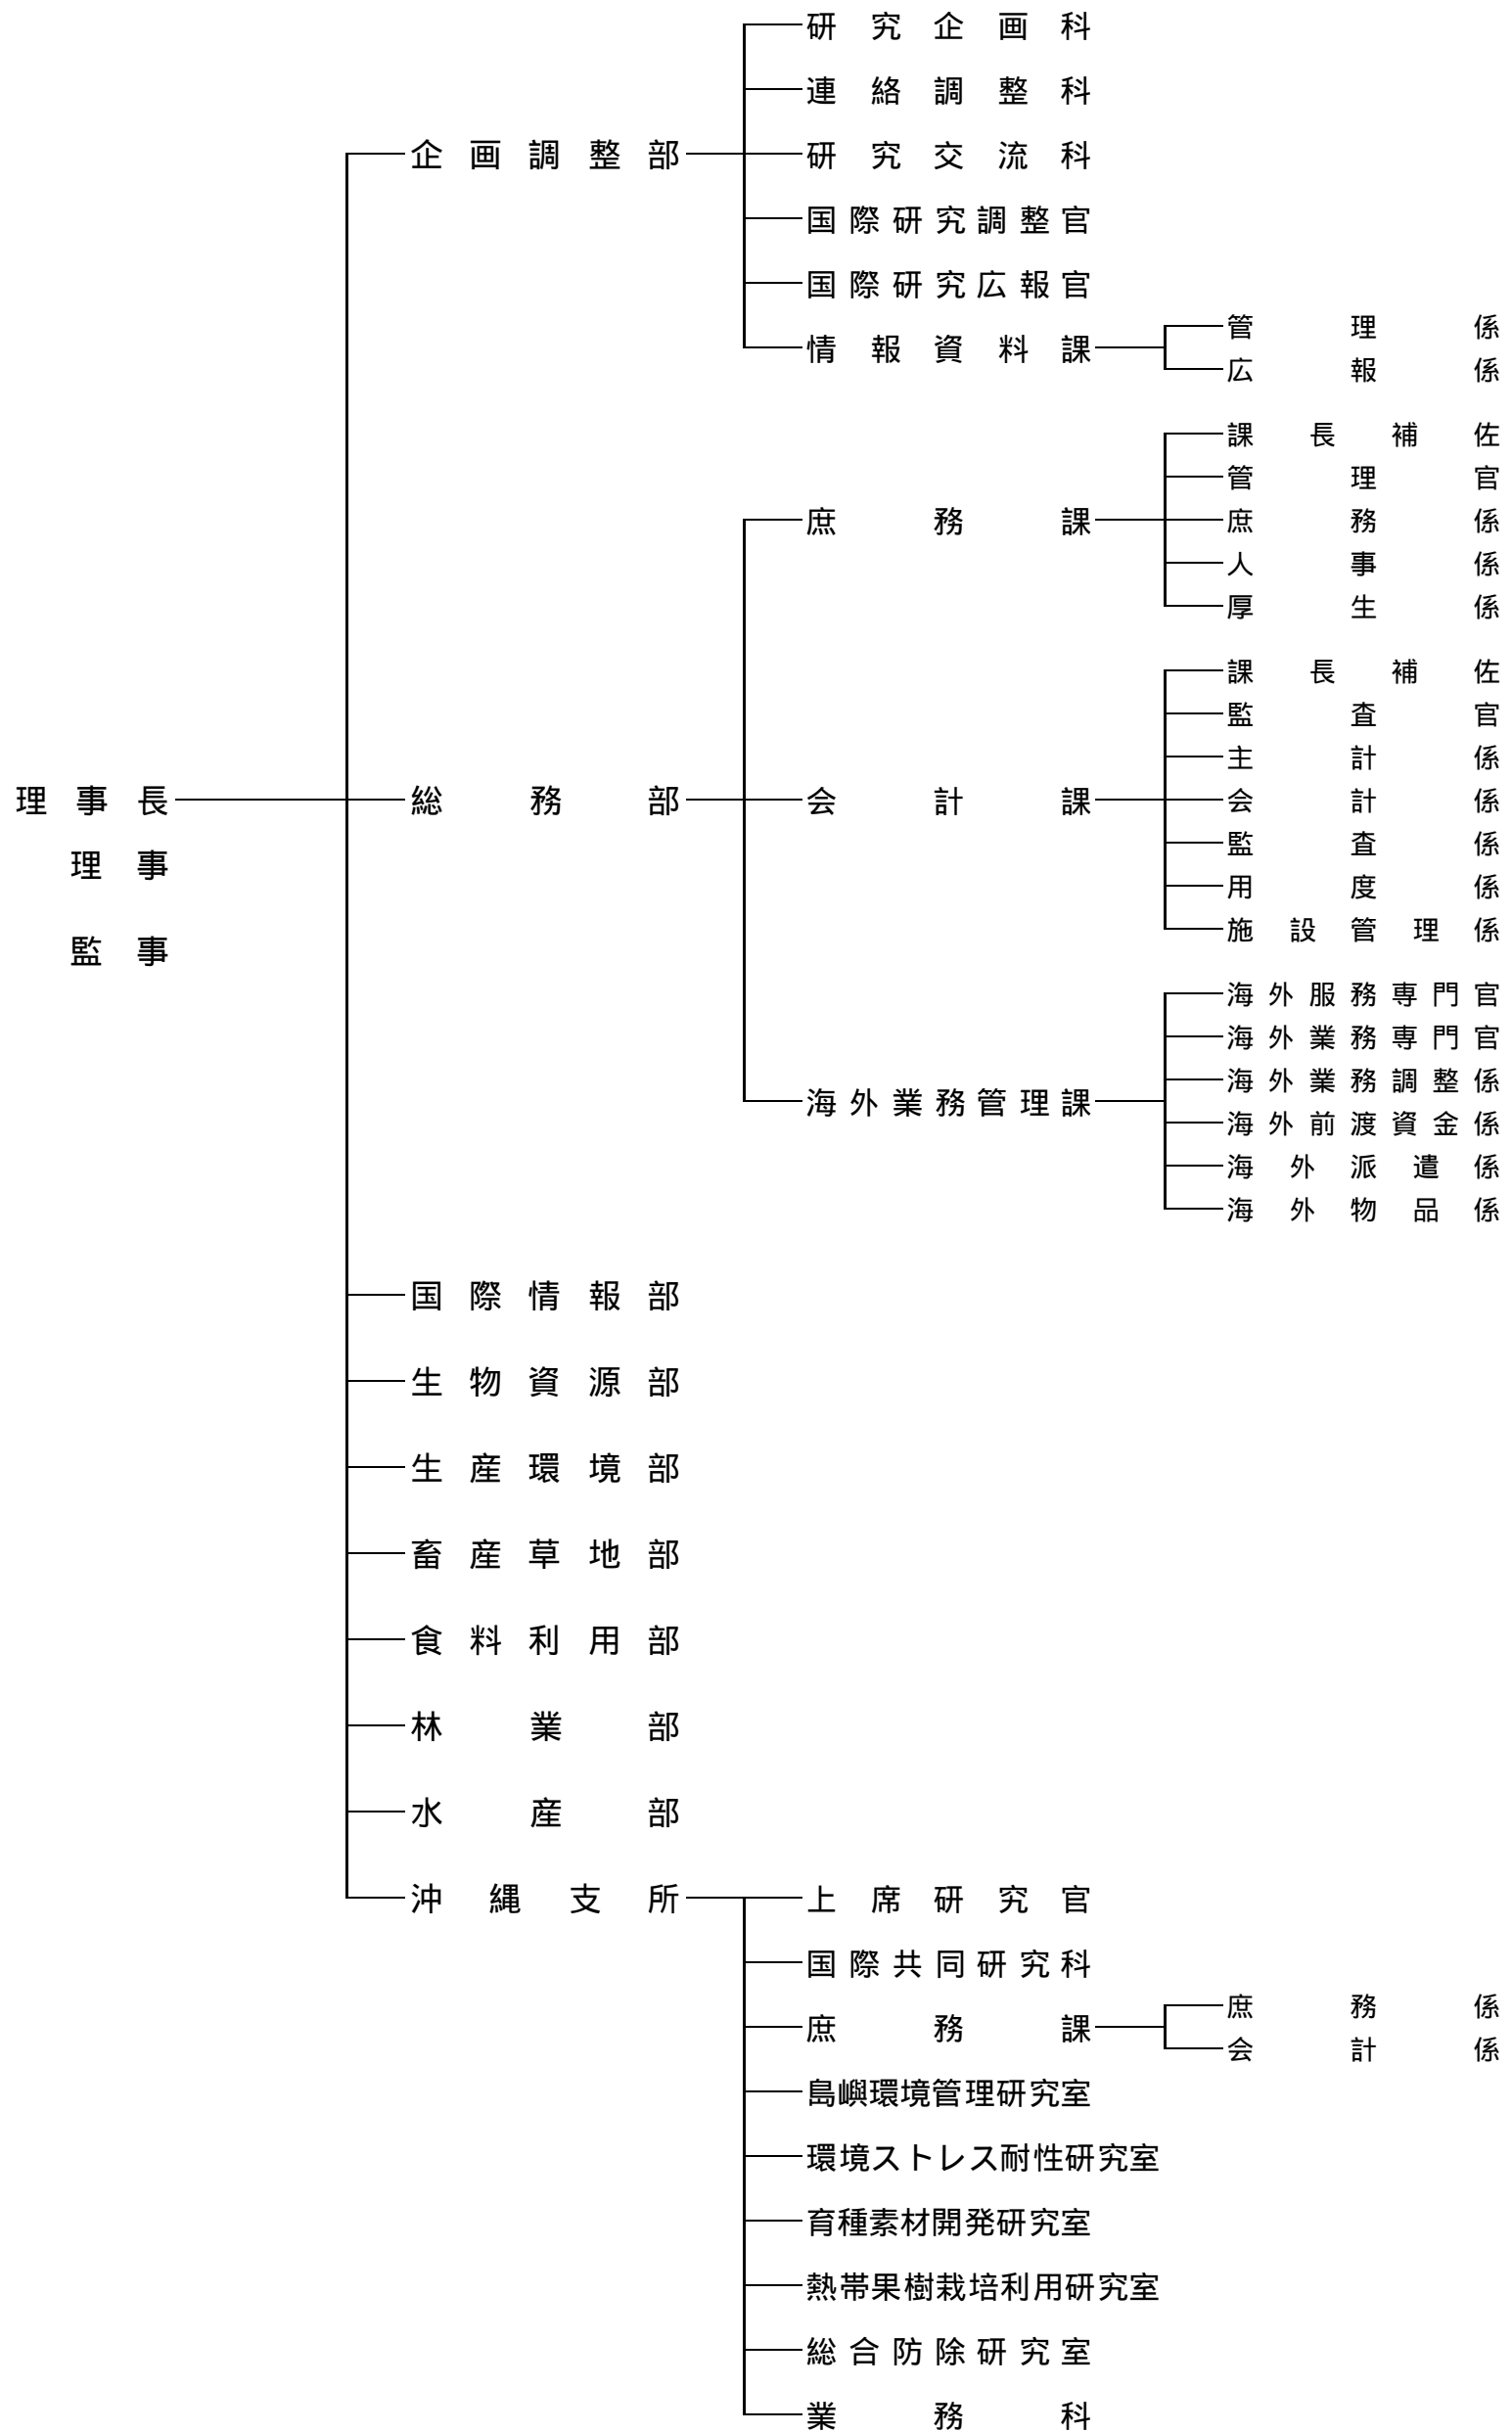 研究企画科
連絡調整科
企画調整部
研究交流科
国際研究調整官
国際研究広報官
情報資料課
管理係
広報係
課長補佐
管理官
庶務課
庶務係
人事係
厚生係
課長補佐
監査官
主計係
理事長
総務部
会計課
会計係
監査係
理事
用度係
施設管理係
監事
海外服務専門官
海外業務専門官
海外業務調整係
海外業務管理課
海外前渡資金係
海外派遣係
海外物品係
国際情報部
生物資源部
生産環境部
畜産草地部
食料利用部
林業部
水産部
沖縄支所
上席研究官
国際共同研究科
庶務課
庶務係
会計係
島嶼環境管理研究室
環境ストレス耐性研究室
育種素材開発研究室
熱帯果樹栽培利用研究室
総合防除研究室
業務科